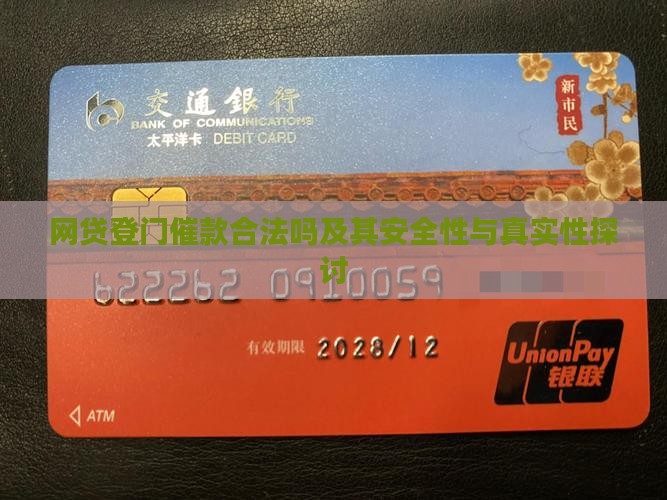 交通銀行
BANK OF COMMUNICATIONS
太平洋卡 DEBIT CARD
新市民
网贷登门催款合法吗及其安全性与真实性探
讨
622262 0910059
有效期限 2028/12
UnionPay
银联
ATM